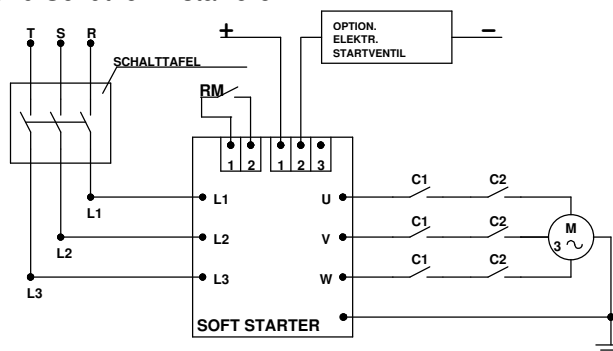 T S R
+
OPTION.
ELEKTR.
STARTVENTIL
–
SCHALTTAFEL
RM
1 2 1 2 3
L1 U C1 C2
L1
L2 V C1 C2 M
3
L2
L3 W C1 C2
L3
SOFT STARTER